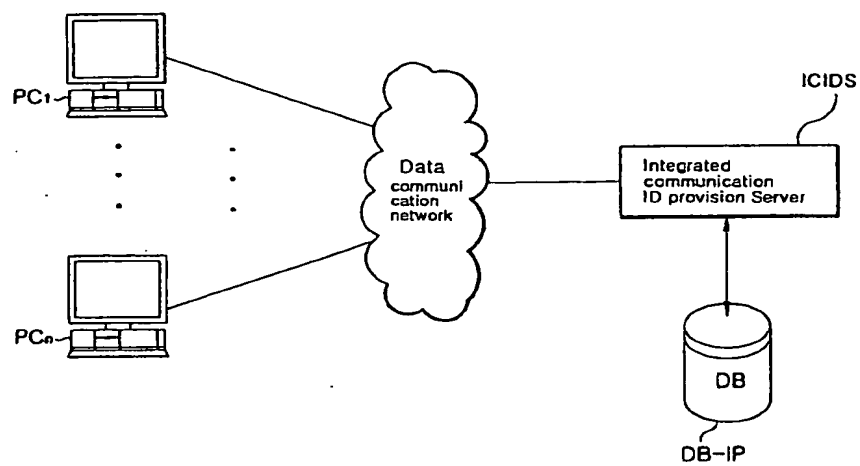 PC1
ICIDS
Integrated
communication
ID provision Server
Data
communi
cation
network
PCn
DB
DB-IP